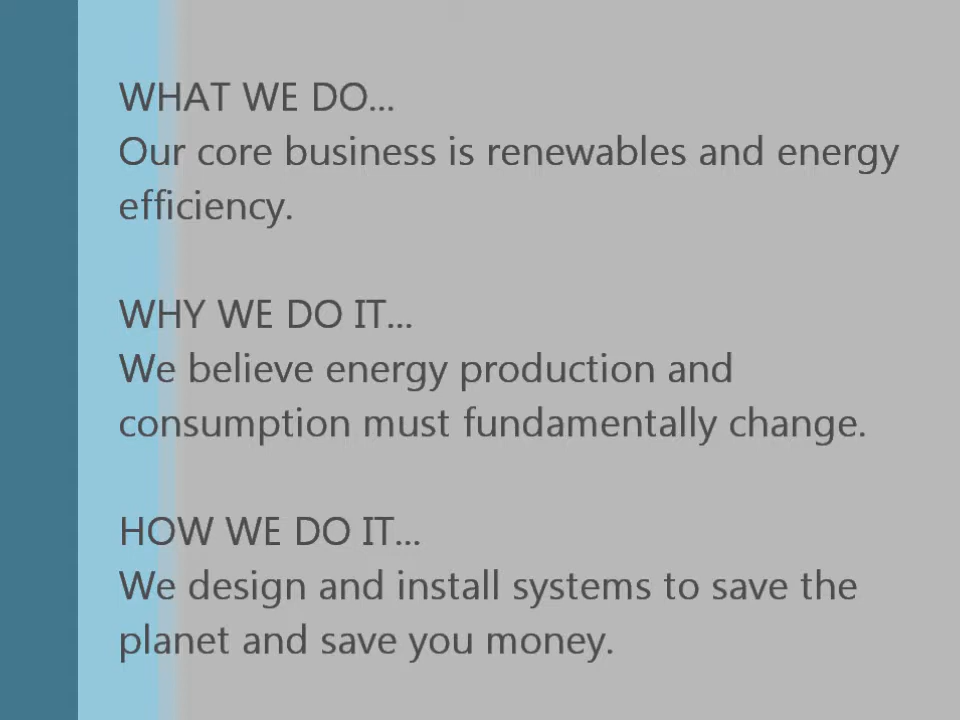 WHAT WE DO...
Our core business is renewables and energy
efficiency.
WHY WE DO IT...
We believe energy production and
consumption must fundamentally change.
HOW WE DO IT...
We design and install systems to save the
planet and save you money.